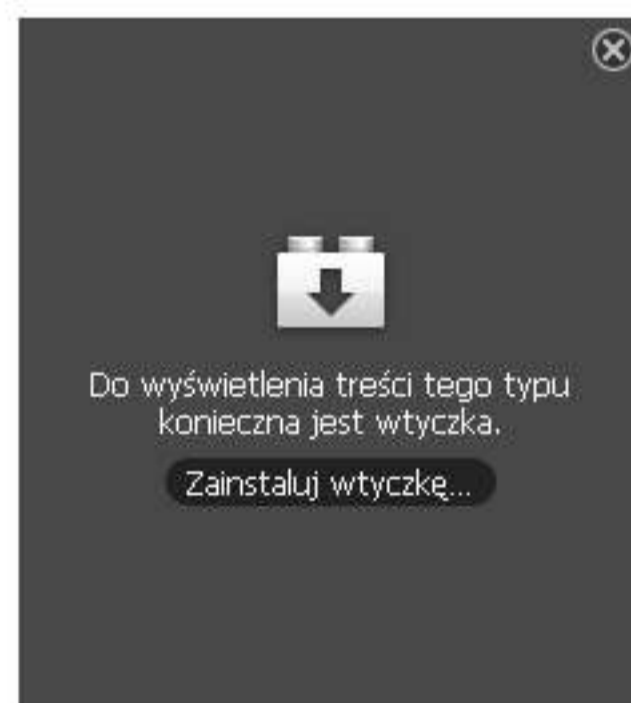 Do wyświetlenia treści tego typu
konieczna jest wtyczka.
Zainstaluj wtyczkę...